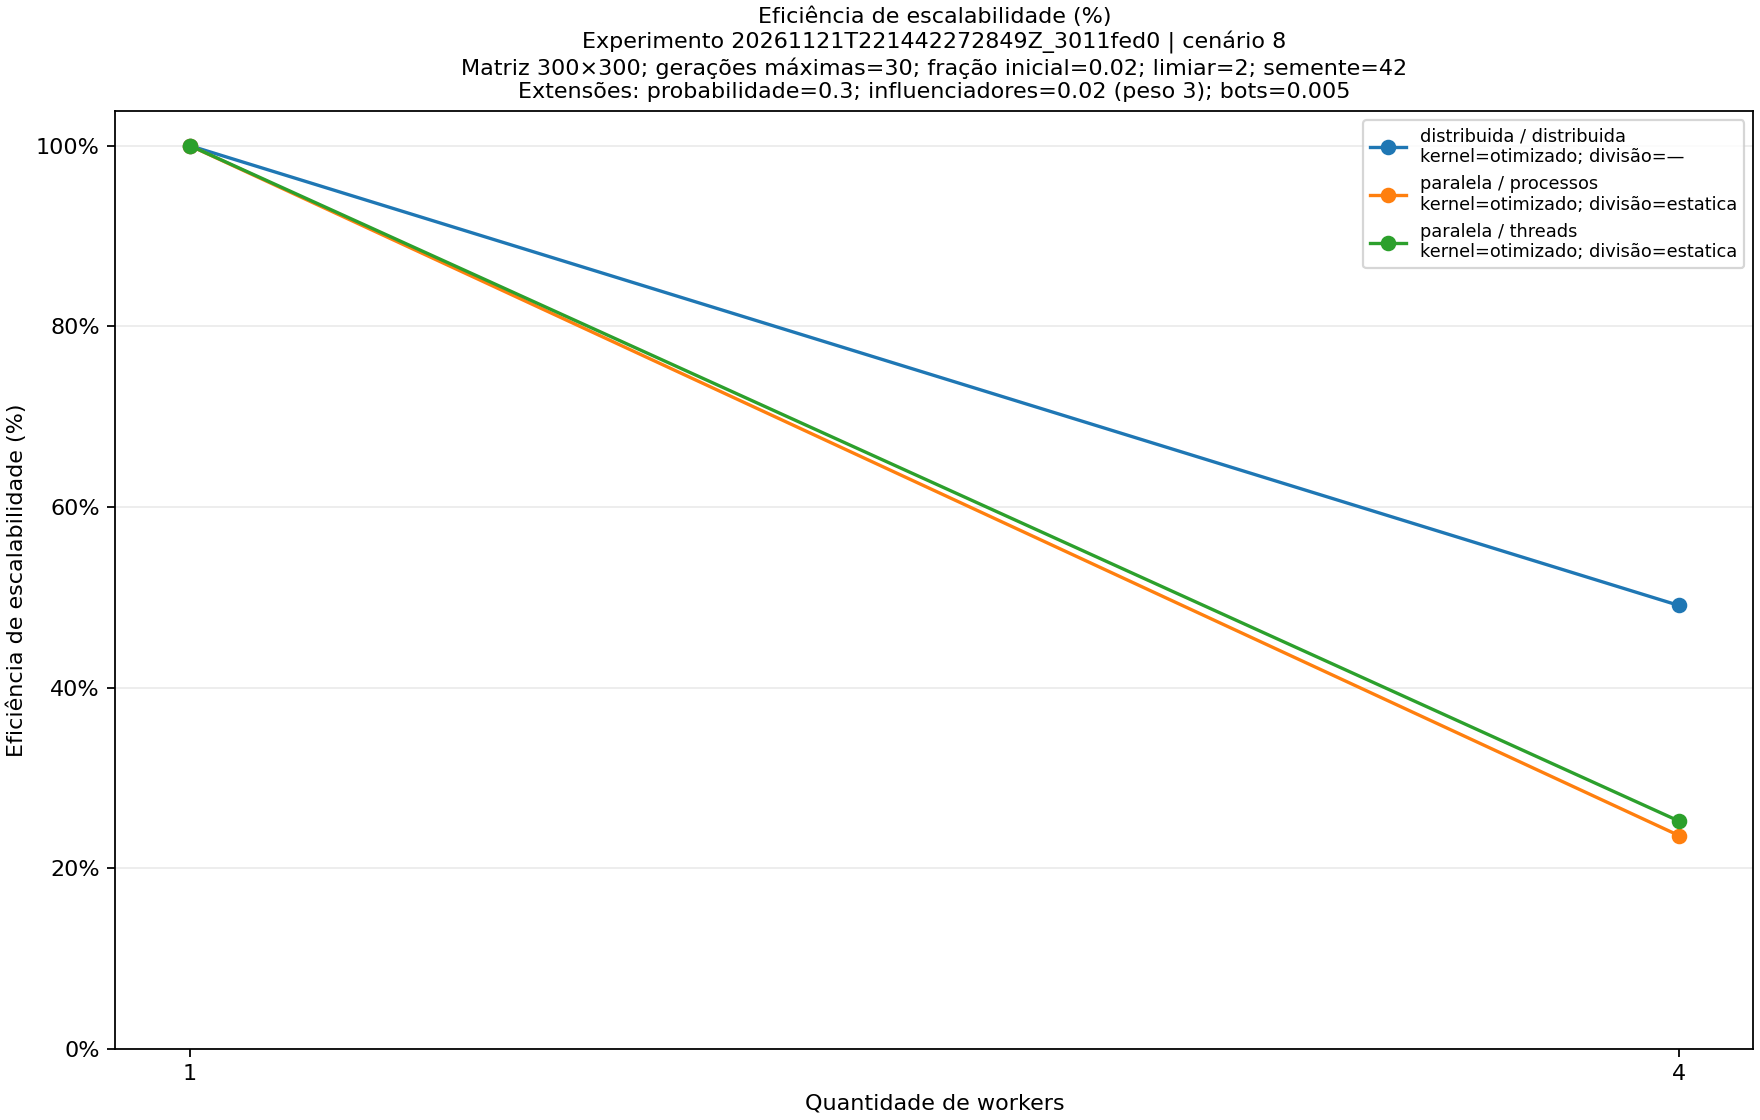 Eficiência de escalabilidade (%)
Experimento 20261121T221442272849Z_3011fed0 | cenário 8
Matriz 300×300; gerações máximas=30; fração inicial=0.02; limiar=2; semente=42
Extensões: probabilidade=0.3; influenciadores=0.02 (peso 3); bots=0.005
distribuida / distribuida
kernel=otimizado; divisão=—
paralela / processos
kernel=otimizado; divisão=estatica
paralela / threads
kernel=otimizado; divisão=estatica
Eficiência de escalabilidade (%)
100%
80%
60%
40%
20%
0%
1
4
Quantidade de workers